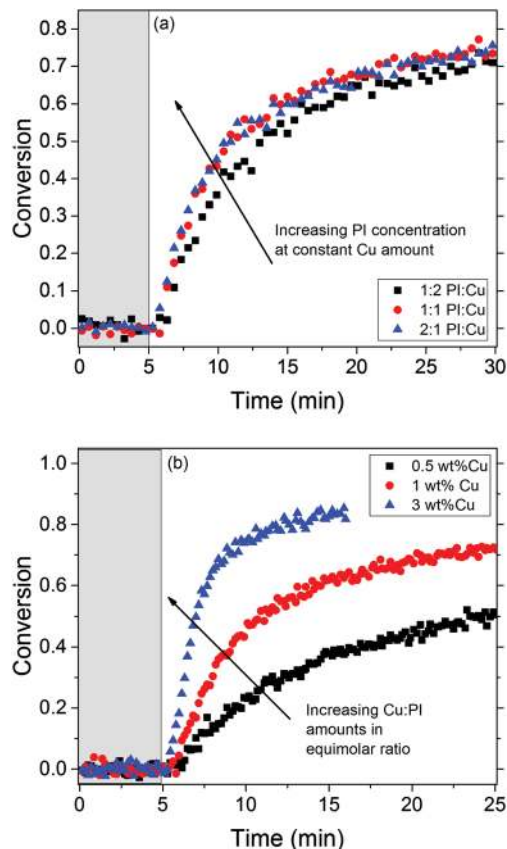 (a)
0.8
0.7
0.6
0.5
0.4
0.3
0.2
0.1
0.0
Conversion
Increasing PI concentration
at constant Cu amount
1:2 PI:Cu
1:1 PI:Cu
2:1 PI:Cu
0 5 10 15 20 25 30
Time (min)
(b)
1.0
0.8
0.6
0.4
0.2
0.0
Conversion
0.5 wt%Cu
1 wt% Cu
3 wt%Cu
Increasing Cu:PI
amounts in
equimolar ratio
0 5 10 15 20 25
Time (min)